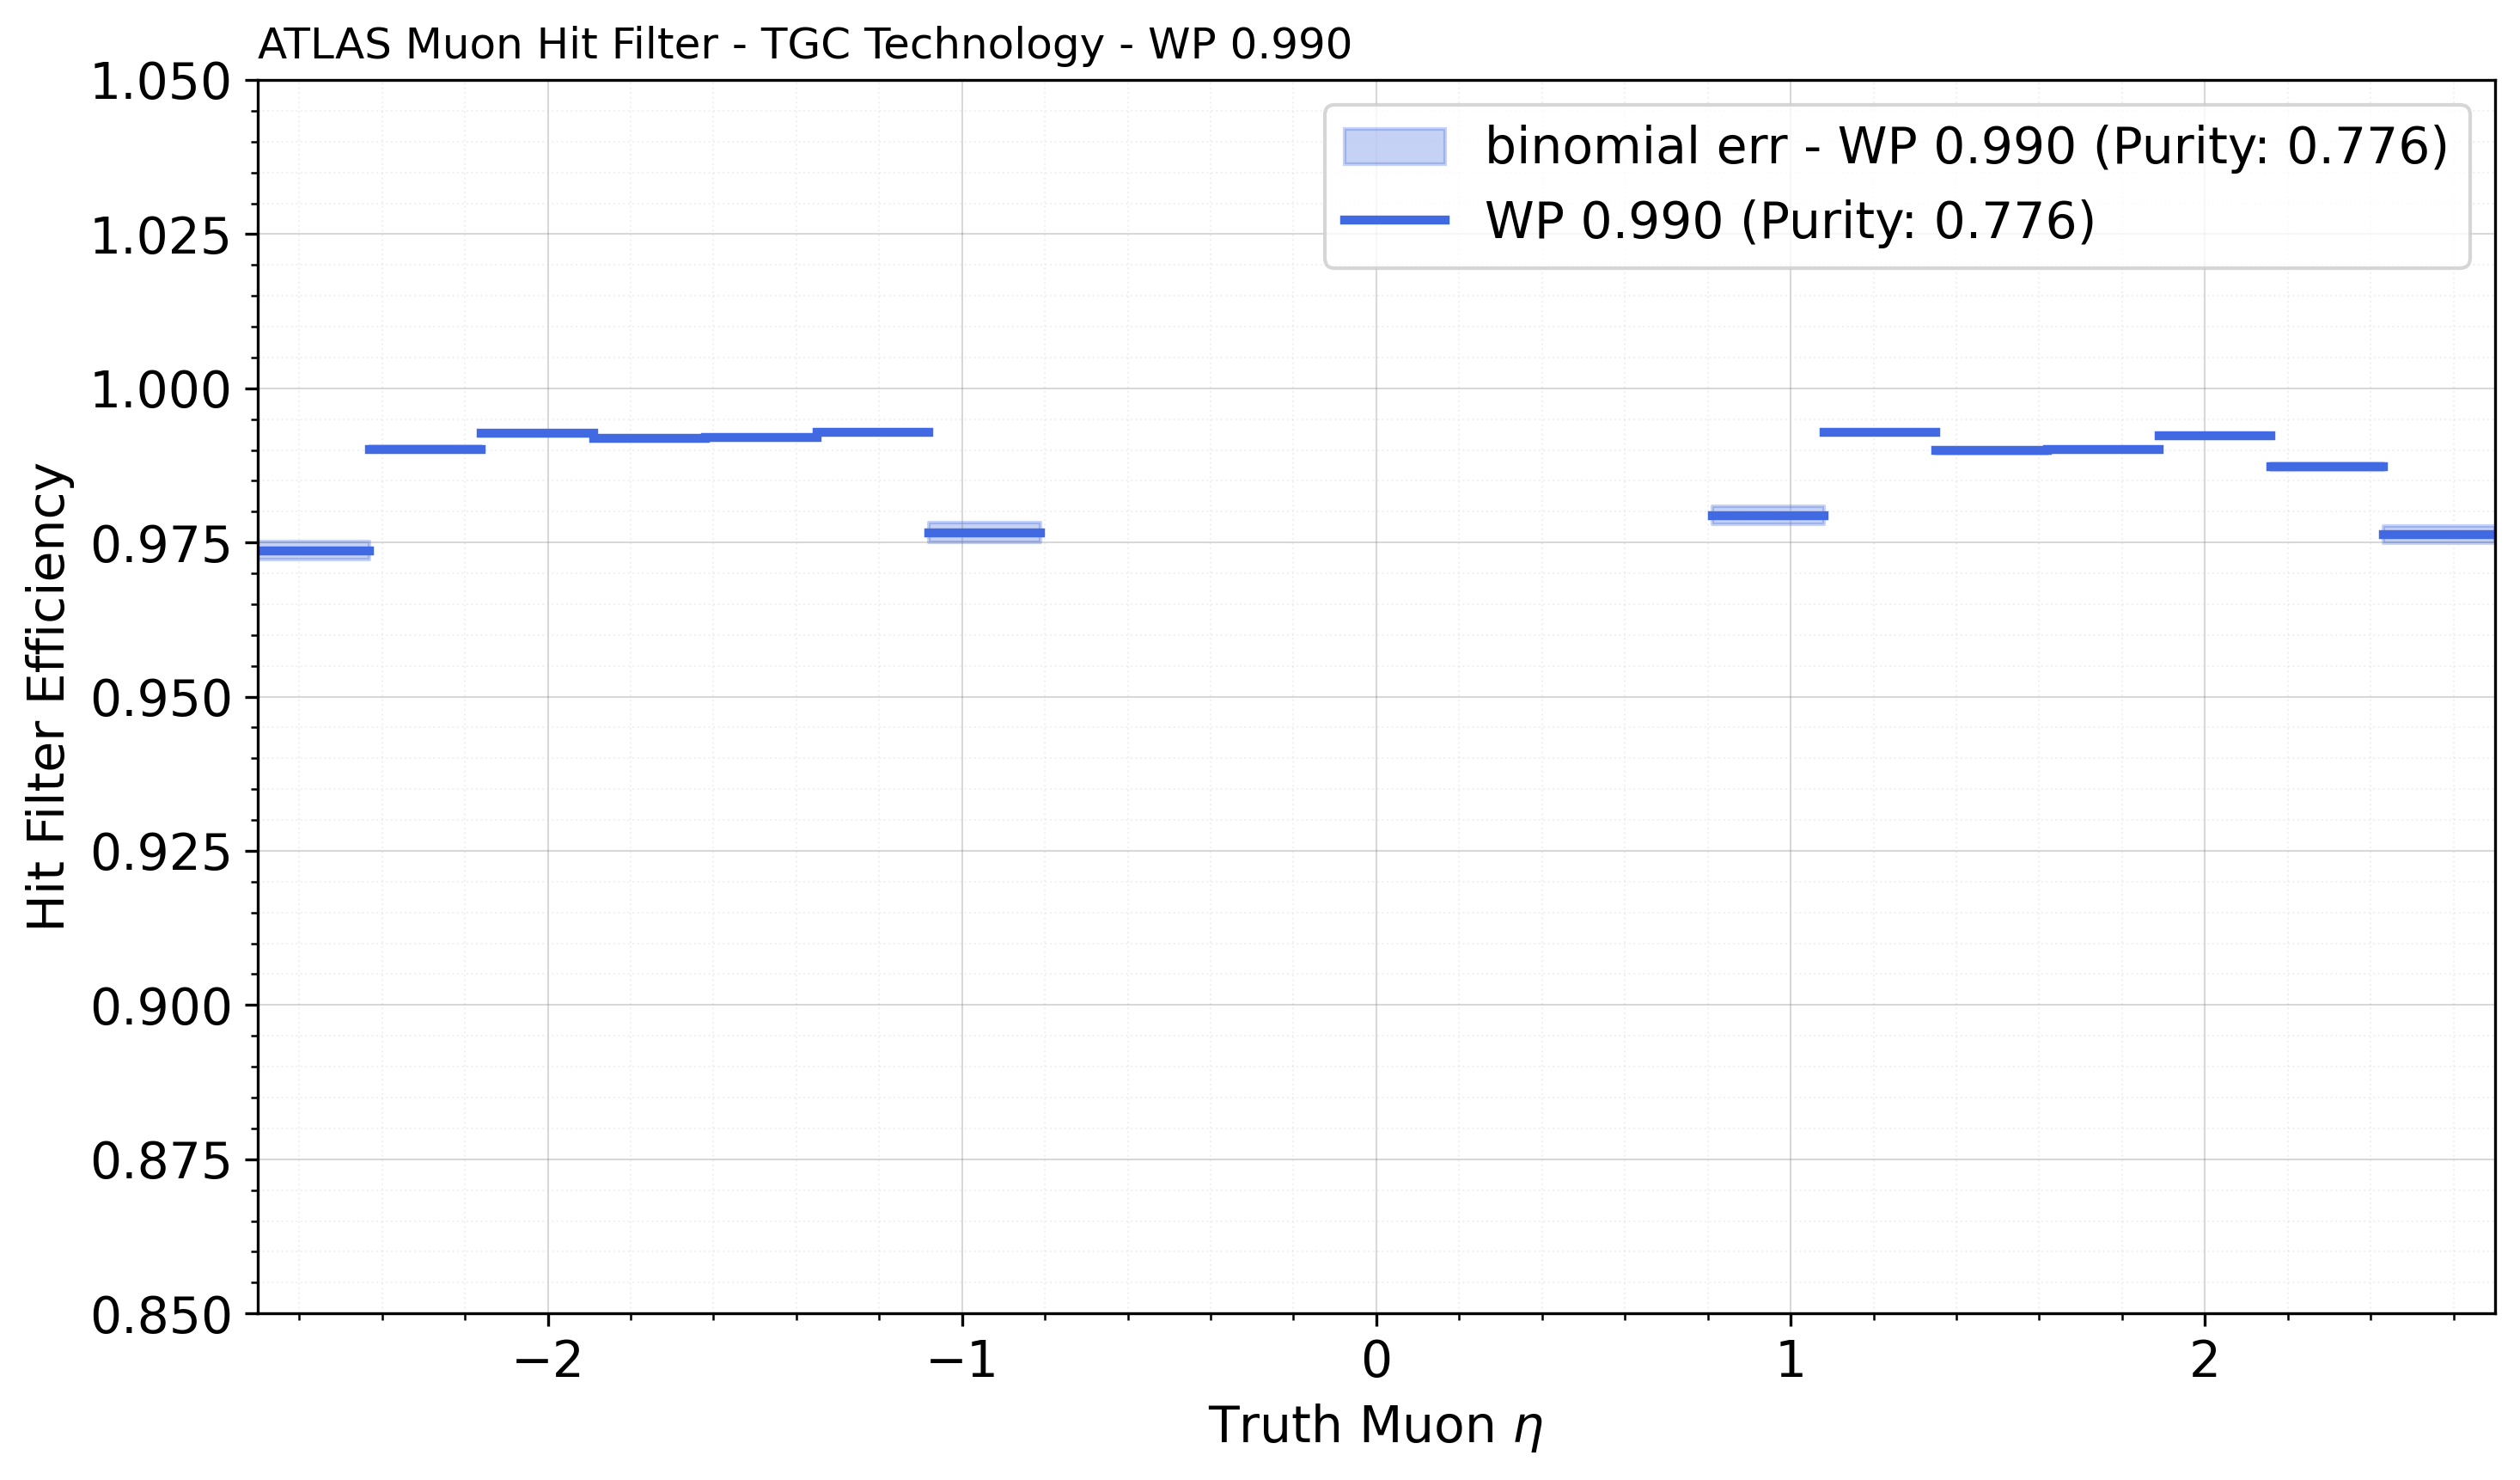 ATLAS Muon Hit Filter - TGC Technology - WP 0.990
1.050
1.025
1.000
0.975
0.950
0.925
0.900
0.875
0.850
Hit Filter Efficiency
binomial err - WP 0.990 (Purity: 0.776)
WP 0.990 (Purity: 0.776)
−2
−1
0
1
2
Truth Muon η